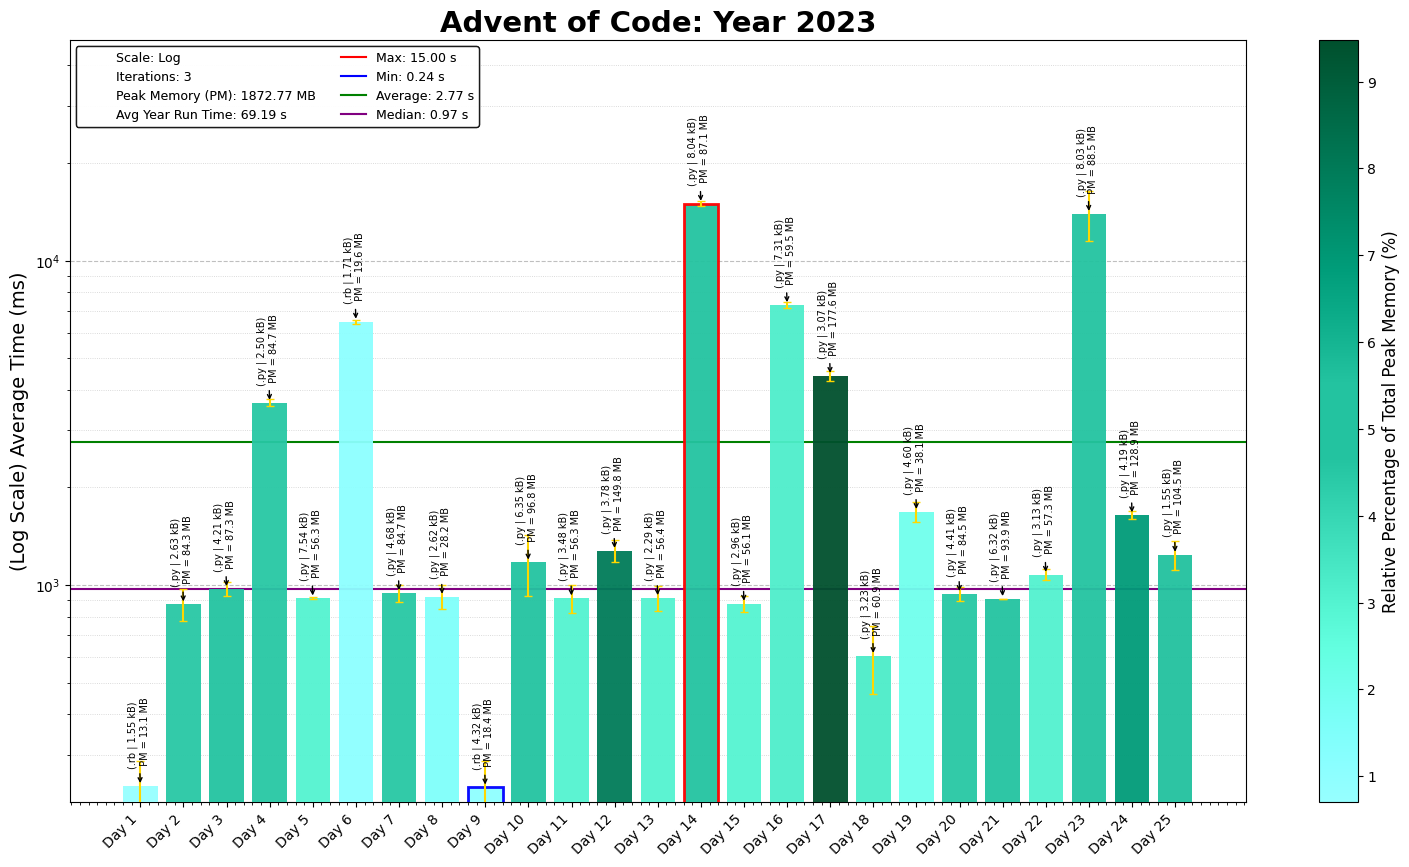 Advent of Code: Year 2023
Scale: Log
Iterations: 3
Peak Memory (PM): 1872.77 MB
Avg Year Run Time: 69.19 s
Max: 15.00 s
Min: 0.24 s
Average: 2.77 s
Median: 0.97 s
(Log Scale) Average Time (ms)
10⁴
10³
(.rb | 1.55 kB)
PM = 13.1 MB
(.py | 2.63 kB)
PM = 84.3 MB
(.py | 4.21 kB)
PM = 87.3 MB
(.py | 2.50 kB)
PM = 84.7 MB
(.py | 7.54 kB)
PM = 56.3 MB
(.rb | 1.71 kB)
PM = 19.6 MB
(.py | 4.68 kB)
PM = 84.7 MB
(.py | 2.62 kB)
PM = 28.2 MB
(.rb | 4.32 kB)
PM = 18.4 MB
(.py | 6.35 kB)
PM = 96.8 MB
(.py | 3.48 kB)
PM = 56.3 MB
(.py | 3.78 kB)
PM = 149.8 MB
(.py | 2.29 kB)
PM = 56.4 MB
(.py | 8.04 kB)
PM = 87.1 MB
(.py | 2.96 kB)
PM = 56.1 MB
(.py | 7.31 kB)
PM = 59.5 MB
(.py | 3.07 kB)
PM = 177.6 MB
(.py | 3.23 kB)
PM = 60.9 MB
(.py | 4.60 kB)
PM = 38.1 MB
(.py | 4.41 kB)
PM = 84.5 MB
(.py | 6.32 kB)
PM = 93.9 MB
(.py | 3.13 kB)
PM = 57.3 MB
(.py | 8.03 kB)
PM = 88.5 MB
(.py | 4.19 kB)
PM = 128.9 MB
(.py | 1.55 kB)
PM = 104.5 MB
Day 1
Day 2
Day 3
Day 4
Day 5
Day 6
Day 7
Day 8
Day 9
Day 10
Day 11
Day 12
Day 13
Day 14
Day 15
Day 16
Day 17
Day 18
Day 19
Day 20
Day 21
Day 22
Day 23
Day 24
Day 25
9
8
7
6
5
4
3
2
1
Relative Percentage of Total Peak Memory (%)